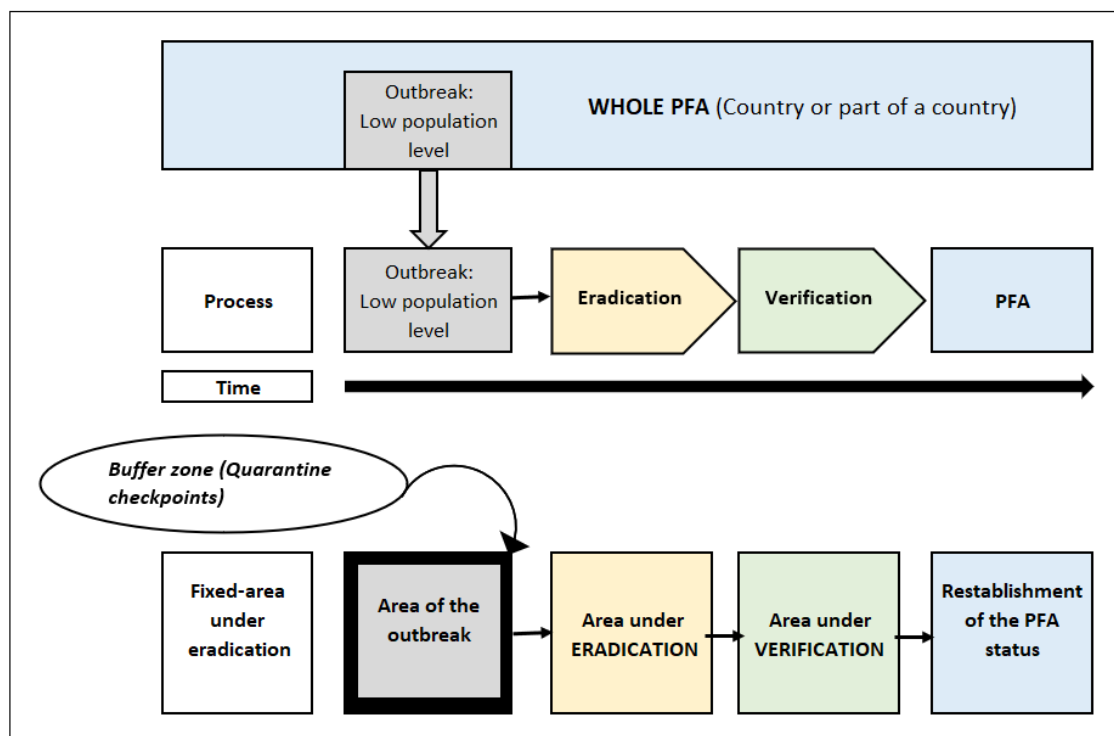 Outbreak:
Low population
level
WHOLE PFA (Country or part of a country)
Process
Outbreak:
Low population
level
Eradication
Verification
PFA
Time
Buffer zone (Quarantine
checkpoints)
Fixed-area
under
eradication
Area of the
outbreak
Area under
ERADICATION
Area under
VERIFICATION
Restablishment
of the PFA
status